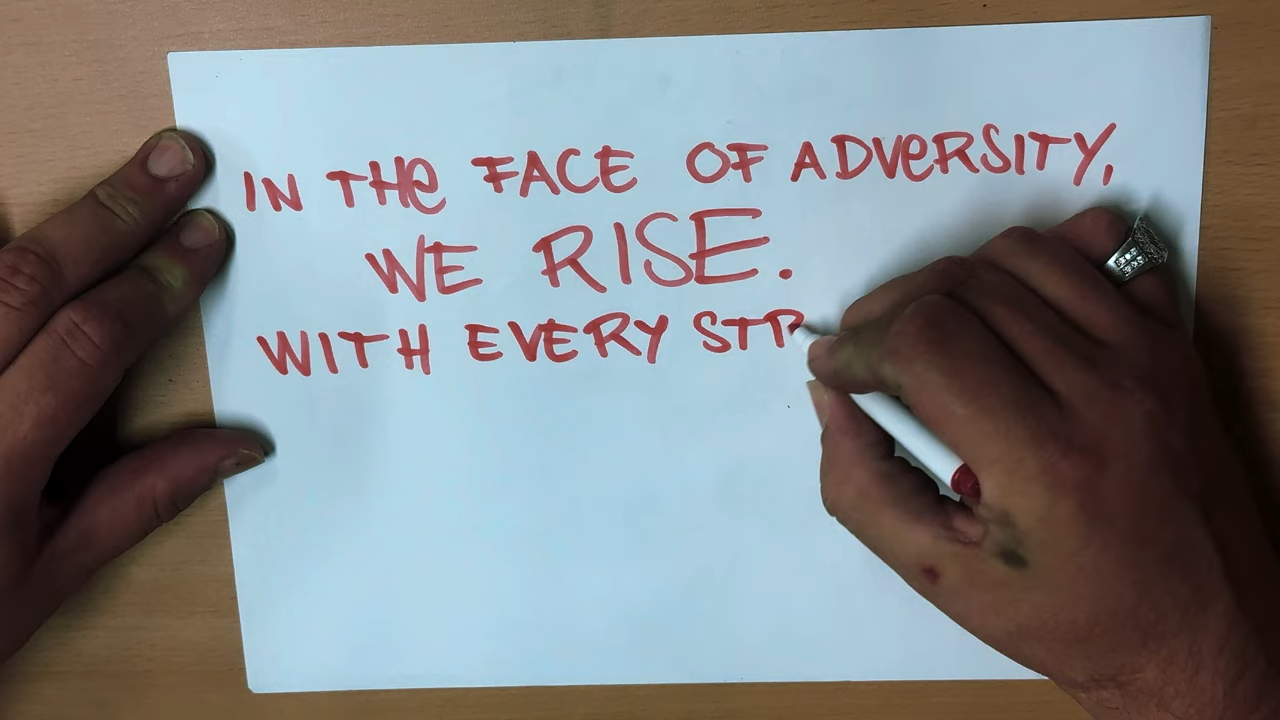 IN THe FACE OF ADVeRSITY,
WE RISE.
WITH EVERY STR